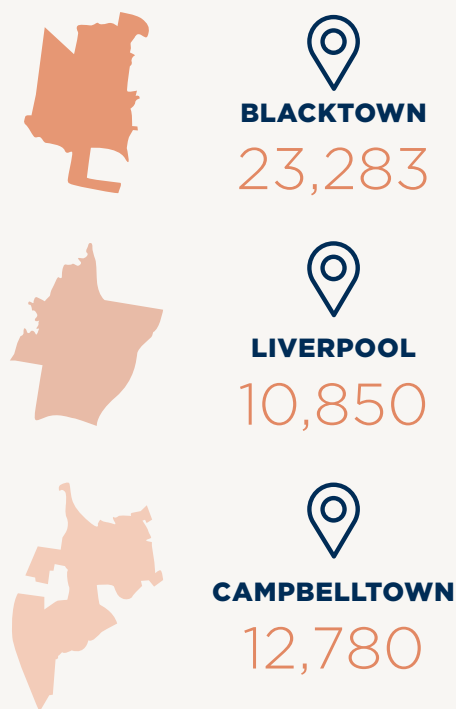 BLACKTOWN
23,283
LIVERPOOL
10,850
CAMPBELLTOWN
12,780